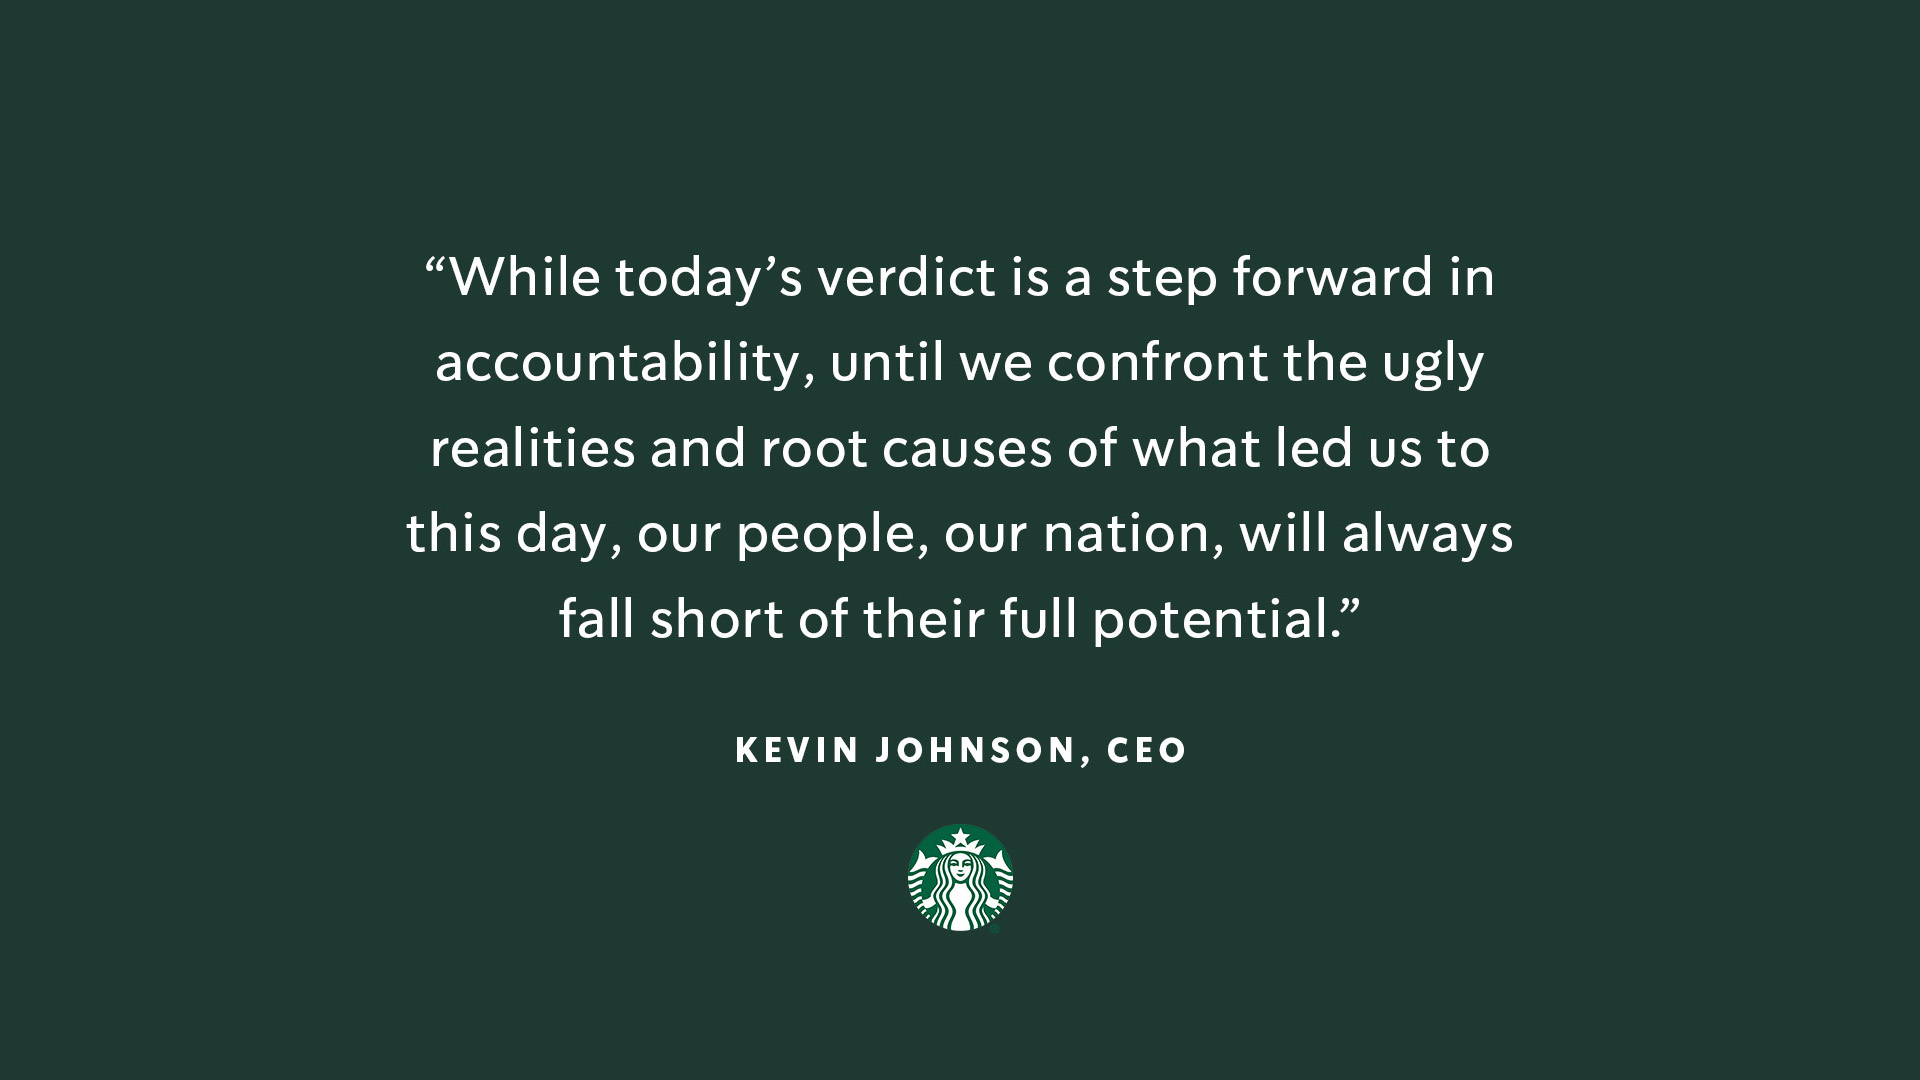 “While today’s verdict is a step forward in
accountability, until we confront the ugly
realities and root causes of what led us to
this day, our people, our nation, will always
fall short of their full potential.”
KEVIN JOHNSON, CEO